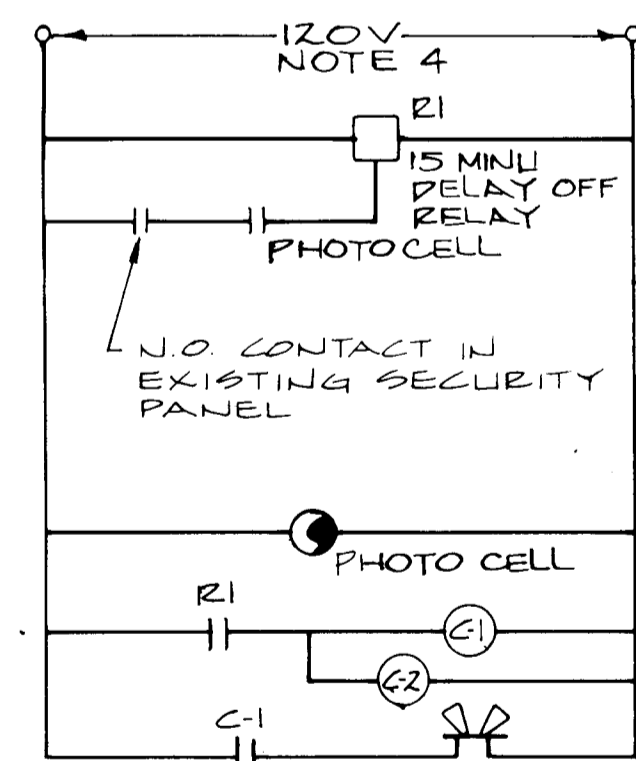 120V
NOTE 4
R1
15 MINU
DELAY OFF
RELAY
PHOTOCELL
N.O. CONTACT IN
EXISTING SECURITY
PANEL
PHOTO CELL
R1
C-1
C-2
C-1